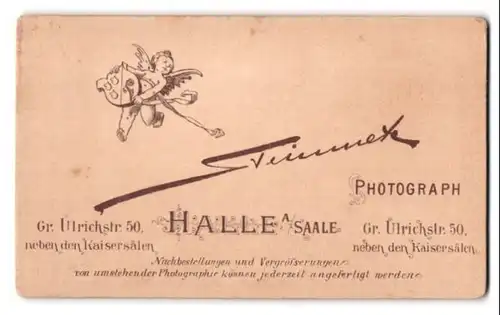 Steinmetz
PHOTOGRAPH
HALLE A SAALE
Gr. Ulrichstr. 50,
neben den Kaisersälen.
Gr. Ulrichstr. 50,
neben den Kaisersälen.
Nachbestellungen und Vergröſserungen
von umstehender Photographie können jederzeit angefertigt werden.